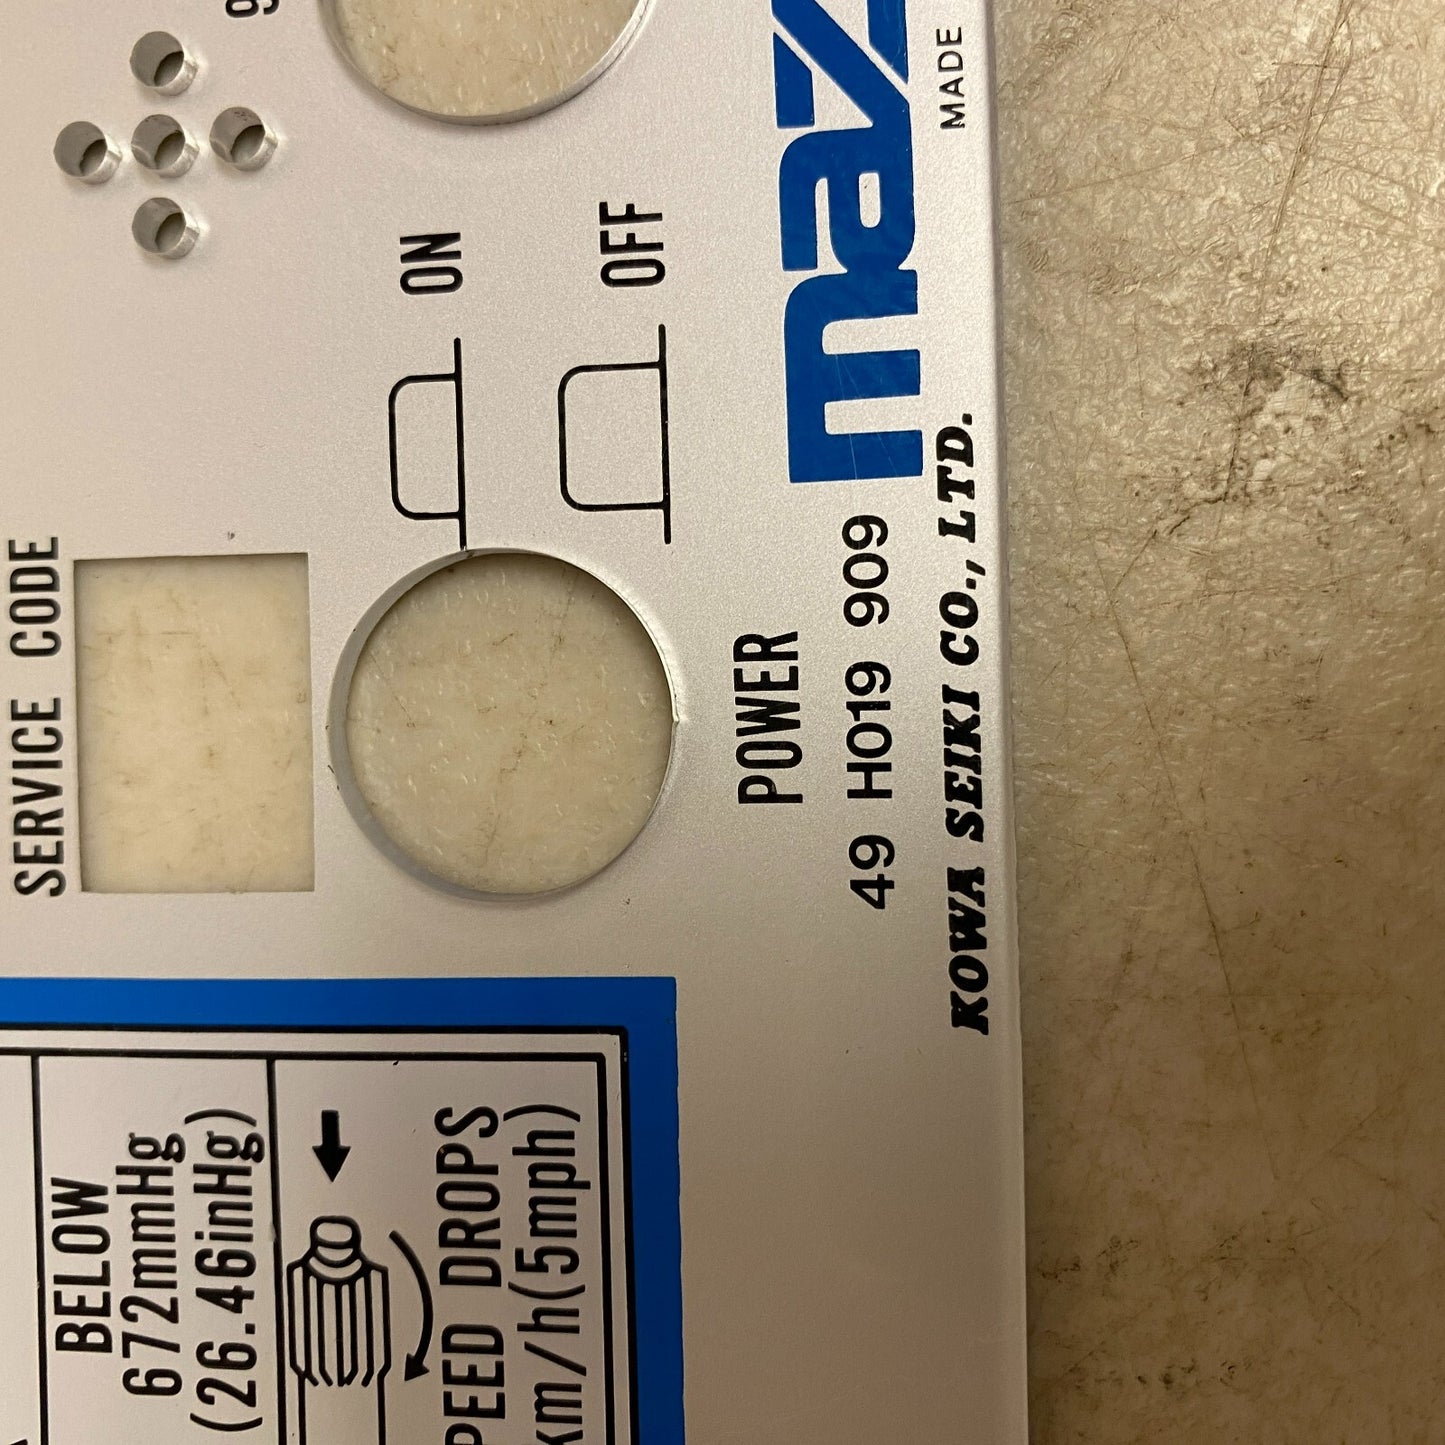 SERVICE CODE
ON
OFF
POWER
49 H019 909
KOWA SEIKI CO., LTD.
MADE
BELOW
672mmHg
(26.46inHg)
DROPS
km/h(5mph)